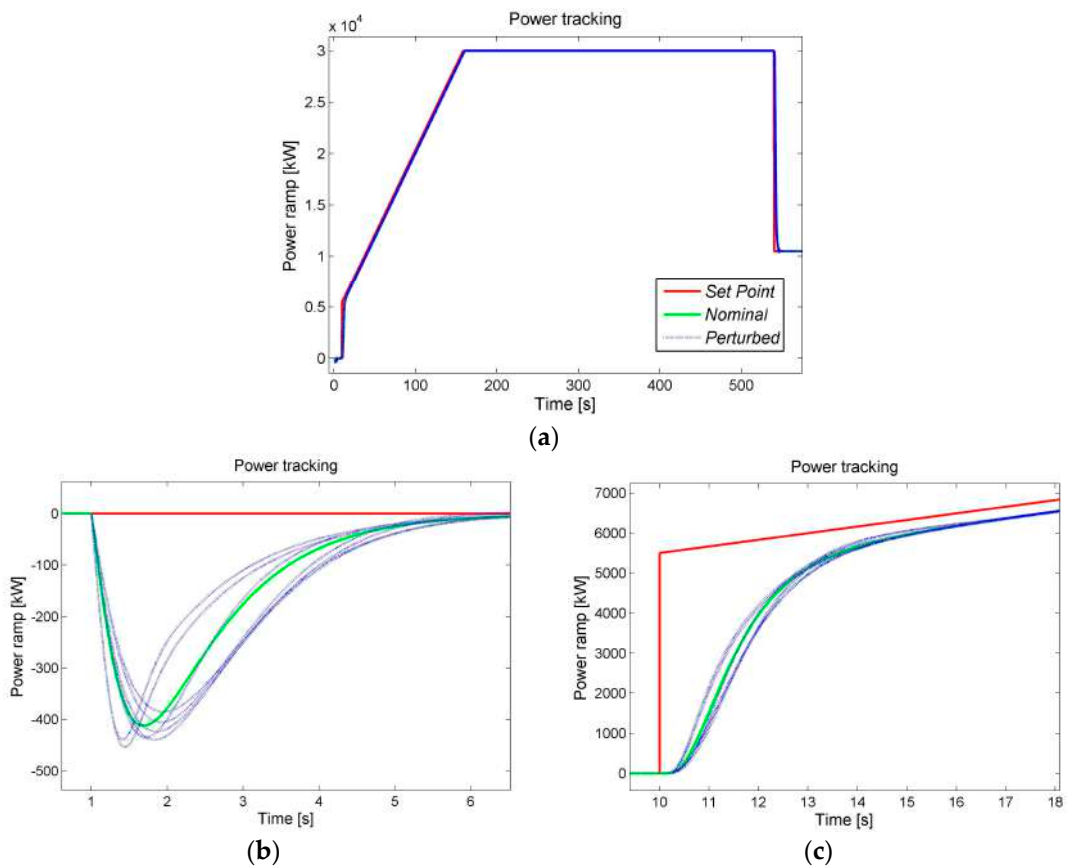 Power tracking
x 10⁴
3
2.5
2
1.5
1
0.5
0
Power ramp [kW]
Set Point
Nominal
Perturbed
0 100 200 300 400 500
Time [s]
(a)
Power tracking
0
-100
-200
-300
-400
-500
Power ramp [kW]
1 2 3 4 5 6
Time [s]
(b)
Power tracking
7000
6000
5000
4000
3000
2000
1000
0
Power ramp [kW]
10 11 12 13 14 15 16 17 18
Time [s]
(c)